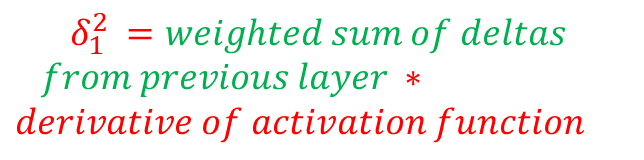 δ₁² = weighted sum of deltas
from previous layer *
derivative of activation function